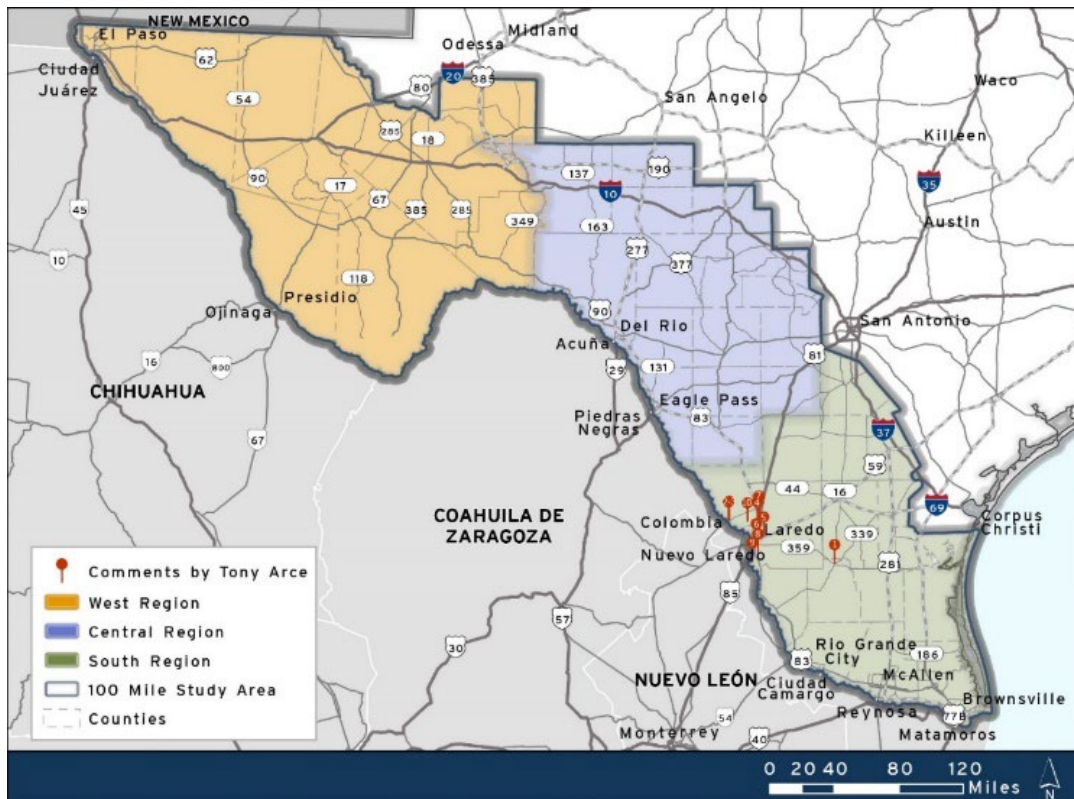 NEW MEXICO
El Paso
Ciudad
Juárez
62
54
Odessa
Midland
20
385
80
San Angelo
Waco
Killeen
285
18
90
17
67
385
285
349
118
137
10
190
163
277
377
35
Austin
45
10
Ojinaga
Presidio
90
Del Rio
Acuña
San Antonio
81
16
800
CHIHUAHUA
29
131
Eagle Pass
83
Piedras
Negras
37
67
59
44
16
COAHUILA DE
ZARAGOZA
Colombia
Laredo
Nuevo Laredo
359
339
1
69
Corpus
Christi
281
85
57
30
Rio Grande
City
186
83
McAllen
NUEVO LEÓN
Ciudad
Camargo
Brownsville
Reynosa
77B
Matamoros
54
Monterrey
40
Comments by Tony Arce
West Region
Central Region
South Region
100 Mile Study Area
Counties
0 20 40 80 120
Miles
N